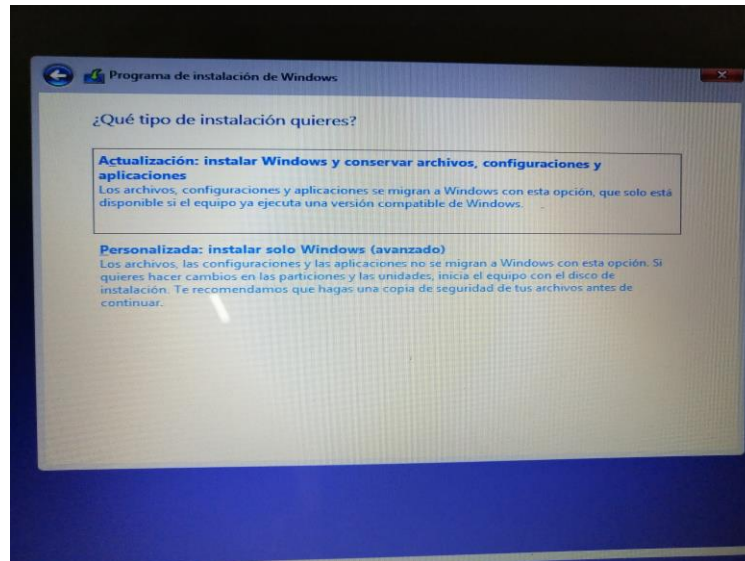 Programa de instalación de Windows
¿Qué tipo de instalación quieres?
Actualización: instalar Windows y conservar archivos, configuraciones y
aplicaciones
Los archivos, configuraciones y aplicaciones se migran a Windows con esta opción, que solo está
disponible si el equipo ya ejecuta una versión compatible de Windows.
Personalizada: instalar solo Windows (avanzado)
Los archivos, las configuraciones y las aplicaciones no se migran a Windows con esta opción. Si
quieres hacer cambios en las particiones y las unidades, inicia el equipo con el disco de
instalación. Te recomendamos que hagas una copia de seguridad de tus archivos antes de
continuar.